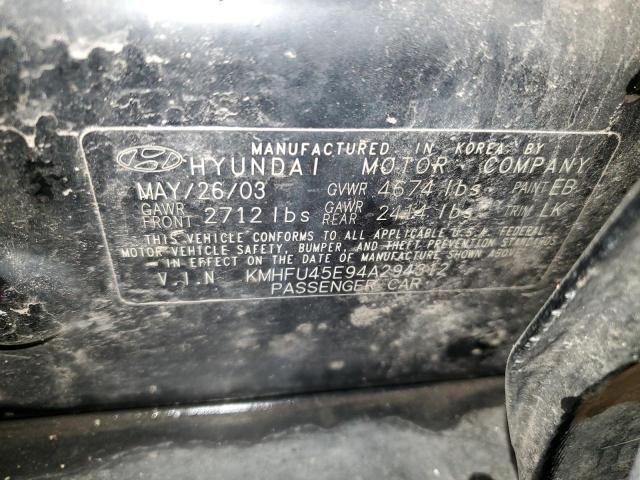 MANUFACTURED IN KOREA BY
HYUNDAI MOTOR COMPANY
MAY/26/03 GVWR 4674 lbs PAINT EB
GAWR FRONT 2712 lbs GAWR REAR 2414 lbs TRIM LK
THIS VEHICLE CONFORMS TO ALL APPLICABLE U.S.A. FEDERAL
MOTOR VEHICLE SAFETY, BUMPER, AND THEFT PREVENTION STANDARDS
IN EFFECT ON THE DATE OF MANUFACTURE SHOWN ABOVE
V.I.N KMHFU45E94A294312
PASSENGER CAR